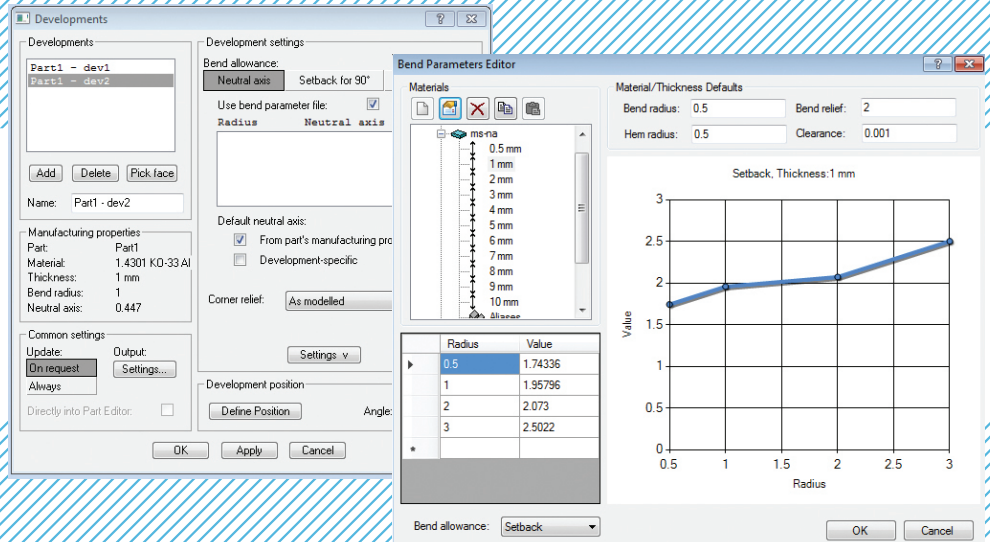 Developments
Developments
Part1 - dev1
Part1 - dev2
Add Delete Pick face
Name: Part1 - dev2
Manufacturing properties
Part: Part1
Material: 1.4301 KO-33 Al
Thickness: 1 mm
Bend radius: 1
Neutral axis: 0.447
Common settings
Update: Output:
On request Settings...
Always
Directly into Part Editor:
Development settings
Bend allowance:
Neutral axis Setback for 90°
Use bend parameter file:
Radius Neutral axis
Default neutral axis:
From part's manufacturing pro
Development-specific
Corner relief: As modelled
Settings v
Development position
Define Position Angle:
OK Apply Cancel
Bend Parameters Editor
Materials
ms-na
0.5 mm
1 mm
2 mm
3 mm
4 mm
5 mm
6 mm
7 mm
8 mm
9 mm
10 mm
Aliases
Radius Value
0.5 1.74336
1 1.95796
2 2.073
3 2.5022
*
Bend allowance: Setback
Material/Thickness Defaults
Bend radius: 0.5 Bend relief: 2
Hem radius: 0.5 Clearance: 0.001
Setback, Thickness:1 mm
3
2.5
2
1.5
1
0.5
0
Value
0.5 1 1.5 2 2.5 3
Radius
OK Cancel